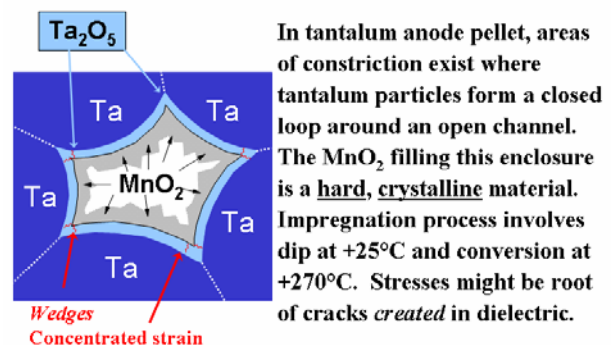 Ta₂O₅
Ta
Ta
Ta
MnO₂
Ta
Ta
Wedges
Concentrated strain
In tantalum anode pellet, areas
of constriction exist where
tantalum particles form a closed
loop around an open channel.
The MnO₂ filling this enclosure
is a hard, crystalline material.
Impregnation process involves
dip at +25°C and conversion at
+270°C. Stresses might be root
of cracks created in dielectric.